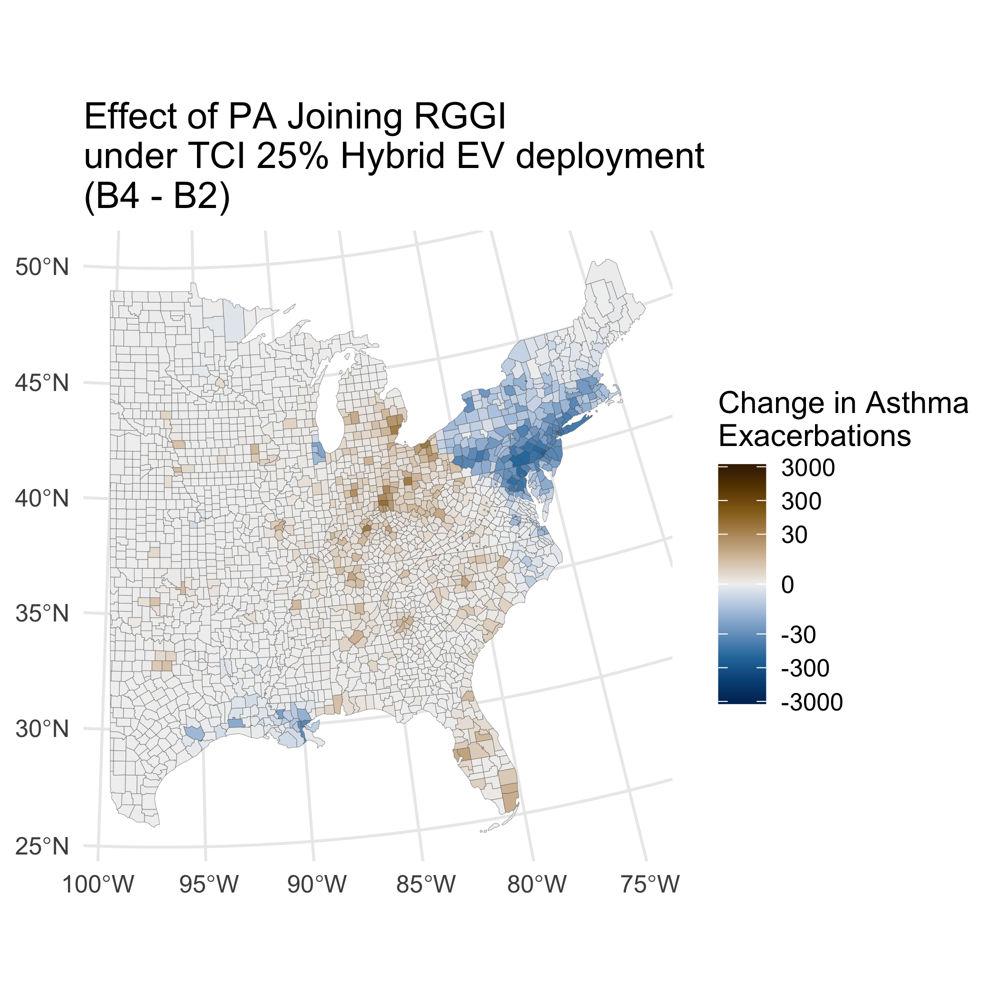 Effect of PA Joining RGGI
under TCI 25% Hybrid EV deployment
(B4 - B2)
50°N
45°N
40°N
35°N
30°N
25°N
100°W
95°W
90°W
85°W
80°W
75°W
Change in Asthma
Exacerbations
3000
300
30
0
-30
-300
-3000